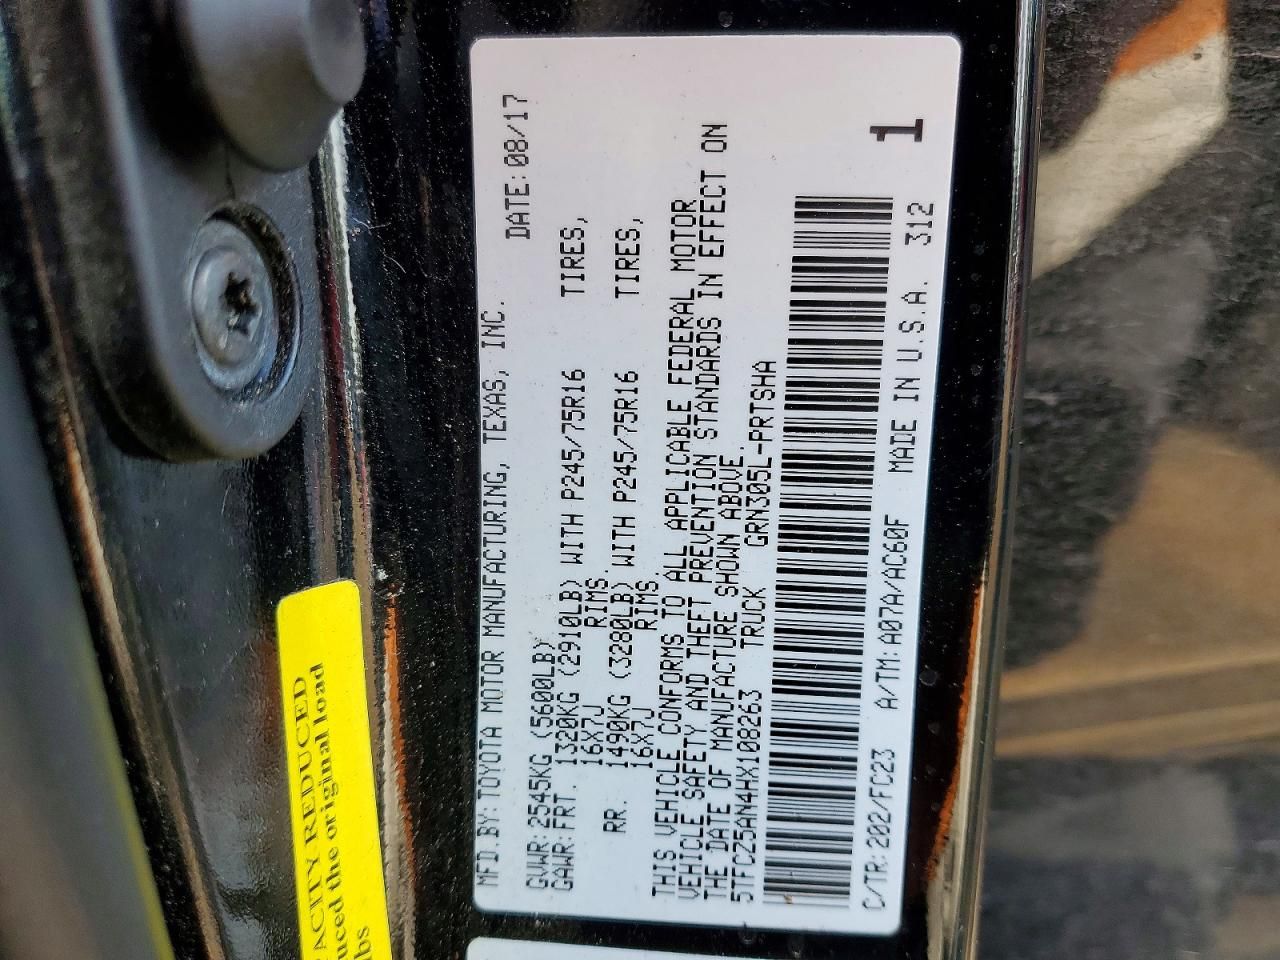 MFD.BY: TOYOTA MOTOR MANUFACTURING, TEXAS, INC.
DATE: 08/17
GVWR: 2545KG (5600LB)
GAWR: FRT. 1320KG (2910LB) WITH P245/75R16 TIRES,
16X7J RIMS
RR. 1490KG (3280LB) WITH P245/75R16 TIRES,
16X7J RIMS
THIS VEHICLE CONFORMS TO ALL APPLICABLE FEDERAL MOTOR
VEHICLE SAFETY AND THEFT PREVENTION STANDARDS IN EFFECT ON
THE DATE OF MANUFACTURE SHOWN ABOVE.
5TFCZ5AN4HX108263 TRUCK GRN305L-PRTSHA
1
C/TR: 202/FC23 A/TM: A07A/AC60F MADE IN U.S.A. 312
REDUCED
the original load
lbs